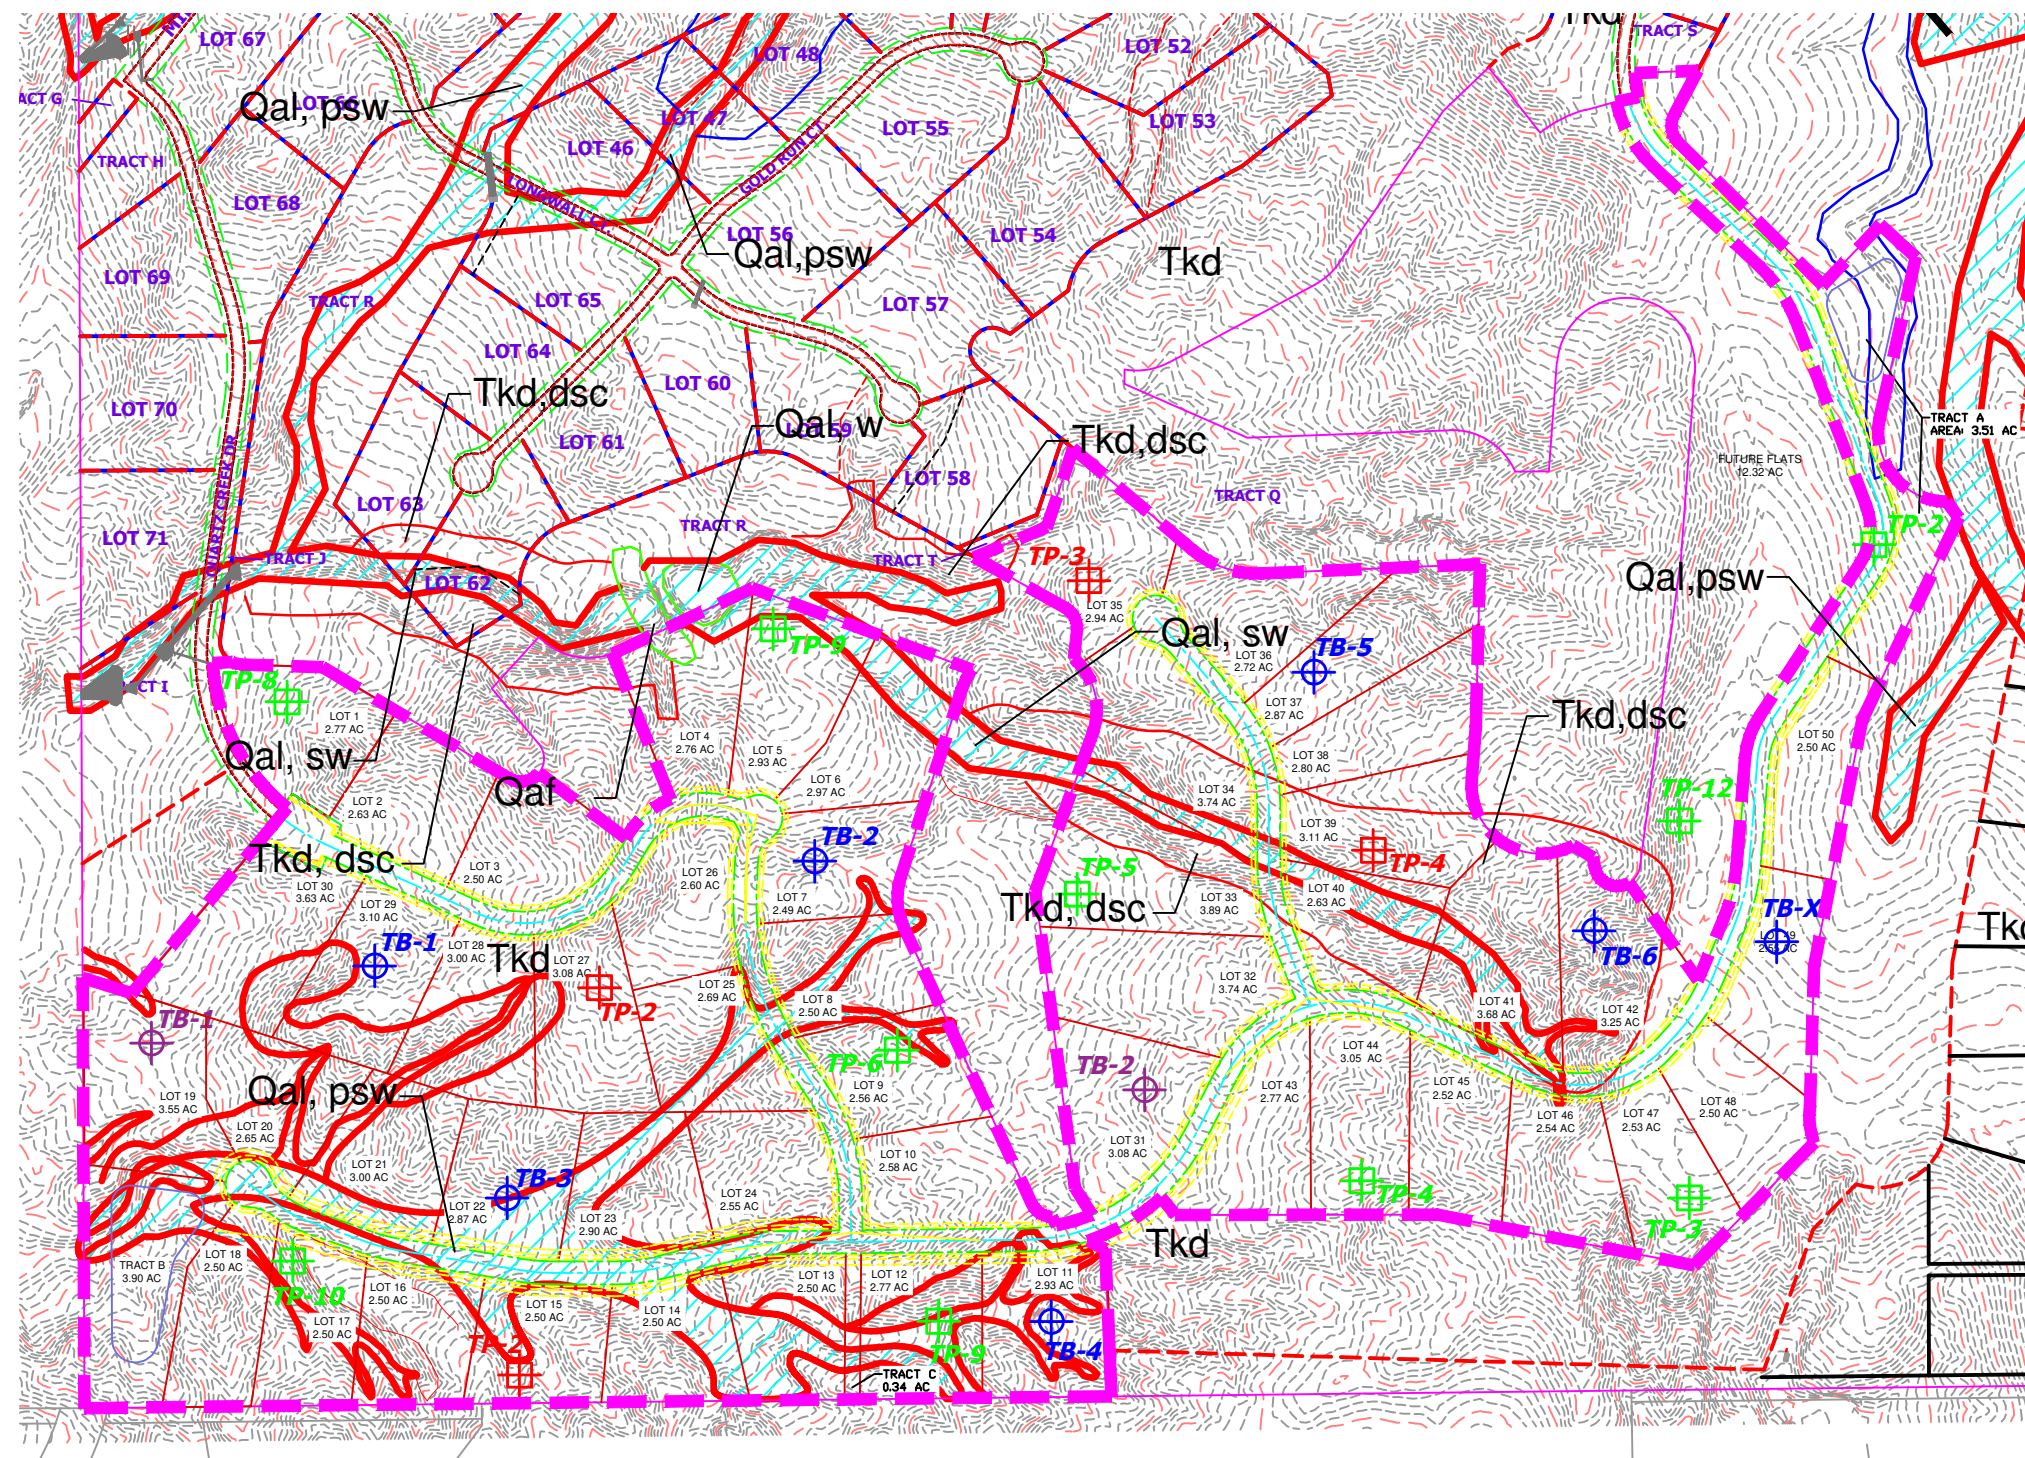 Tkd
TRACT S
LOT 67
LOT 48
LOT 52
ACT G
LOT 66
Qal, psw
LOT 47
LOT 55
LOT 53
TRACT H
LOT 46
GOLD RUN CT
LOT 68
LONGWALL CT
LOT 56
LOT 54
Qal,psw
Tkd
LOT 69
TRACT R
LOT 65
LOT 57
LOT 64
LOT 60
Tkd,dsc
LOT 70
LOT 61
Qal, w
LOT 59
Tkd,dsc
TRACT A
AREA: 3.51 AC
FUTURE FLATS
12.32 AC
QUARTZ CREEK DR
LOT 63
LOT 58
TRACT Q
LOT 71
TRACT R
TP-2
TRACT J
TRACT T
TP-3
LOT 62
Qal,psw
LOT 35
2.94 AC
TP-9
Qal, sw
LOT 36
2.72 AC
TB-5
TP-8
CT I
LOT 1
2.77 AC
LOT 37
2.87 AC
Tkd,dsc
LOT 4
2.76 AC
LOT 5
2.93 AC
LOT 50
2.50 AC
Qal, sw
LOT 38
2.80 AC
Qaf
LOT 6
2.97 AC
LOT 34
3.74 AC
TP-12
LOT 2
2.63 AC
LOT 39
3.11 AC
TB-2
Tkd, dsc
TP-4
TP-5
LOT 3
2.50 AC
LOT 26
2.60 AC
LOT 30
3.63 AC
LOT 40
2.63 AC
LOT 7
2.49 AC
Tkd, dsc
LOT 33
3.89 AC
LOT 29
3.10 AC
TB-X
LOT 49
Tkd
TB-1
LOT 28
3.00 AC
Tkd
LOT 27
3.08 AC
TB-6
LOT 25
2.69 AC
LOT 32
3.74 AC
LOT 8
2.50 AC
TP-2
LOT 41
3.68 AC
LOT 42
3.25 AC
TB-1
TP-6
TB-2
LOT 44
3.05 AC
Qal, psw
LOT 9
2.56 AC
LOT 43
2.77 AC
LOT 45
2.52 AC
LOT 19
3.55 AC
LOT 48
2.50 AC
LOT 46
2.54 AC
LOT 47
2.53 AC
LOT 20
2.65 AC
LOT 31
3.08 AC
LOT 10
2.58 AC
LOT 21
3.00 AC
TB-3
TP-4
LOT 24
2.55 AC
LOT 22
2.87 AC
LOT 23
2.90 AC
TP-3
Tkd
LOT 18
2.50 AC
TRACT B
3.90 AC
LOT 13
2.50 AC
LOT 12
2.77 AC
LOT 11
2.93 AC
LOT 16
2.50 AC
TP-10
LOT 15
2.50 AC
LOT 14
2.50 AC
LOT 17
2.50 AC
TP-2
TP-9
TB-4
TRACT C
0.34 AC